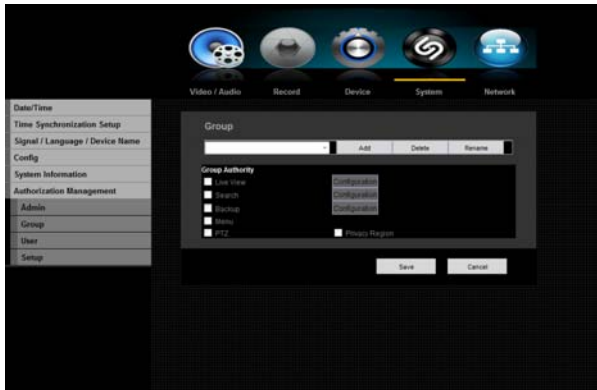 Video / Audio Record Device System Network
Date/Time
Time Synchronization Setup
Signal / Language / Device Name
Config
System Information
Authorization Management
Admin
Group
User
Setup
Group
Add Delete Rename
Group Authority
Live View Configuration
Search Configuration
Backup Configuration
Menu
PTZ Privacy Region
Save Cancel